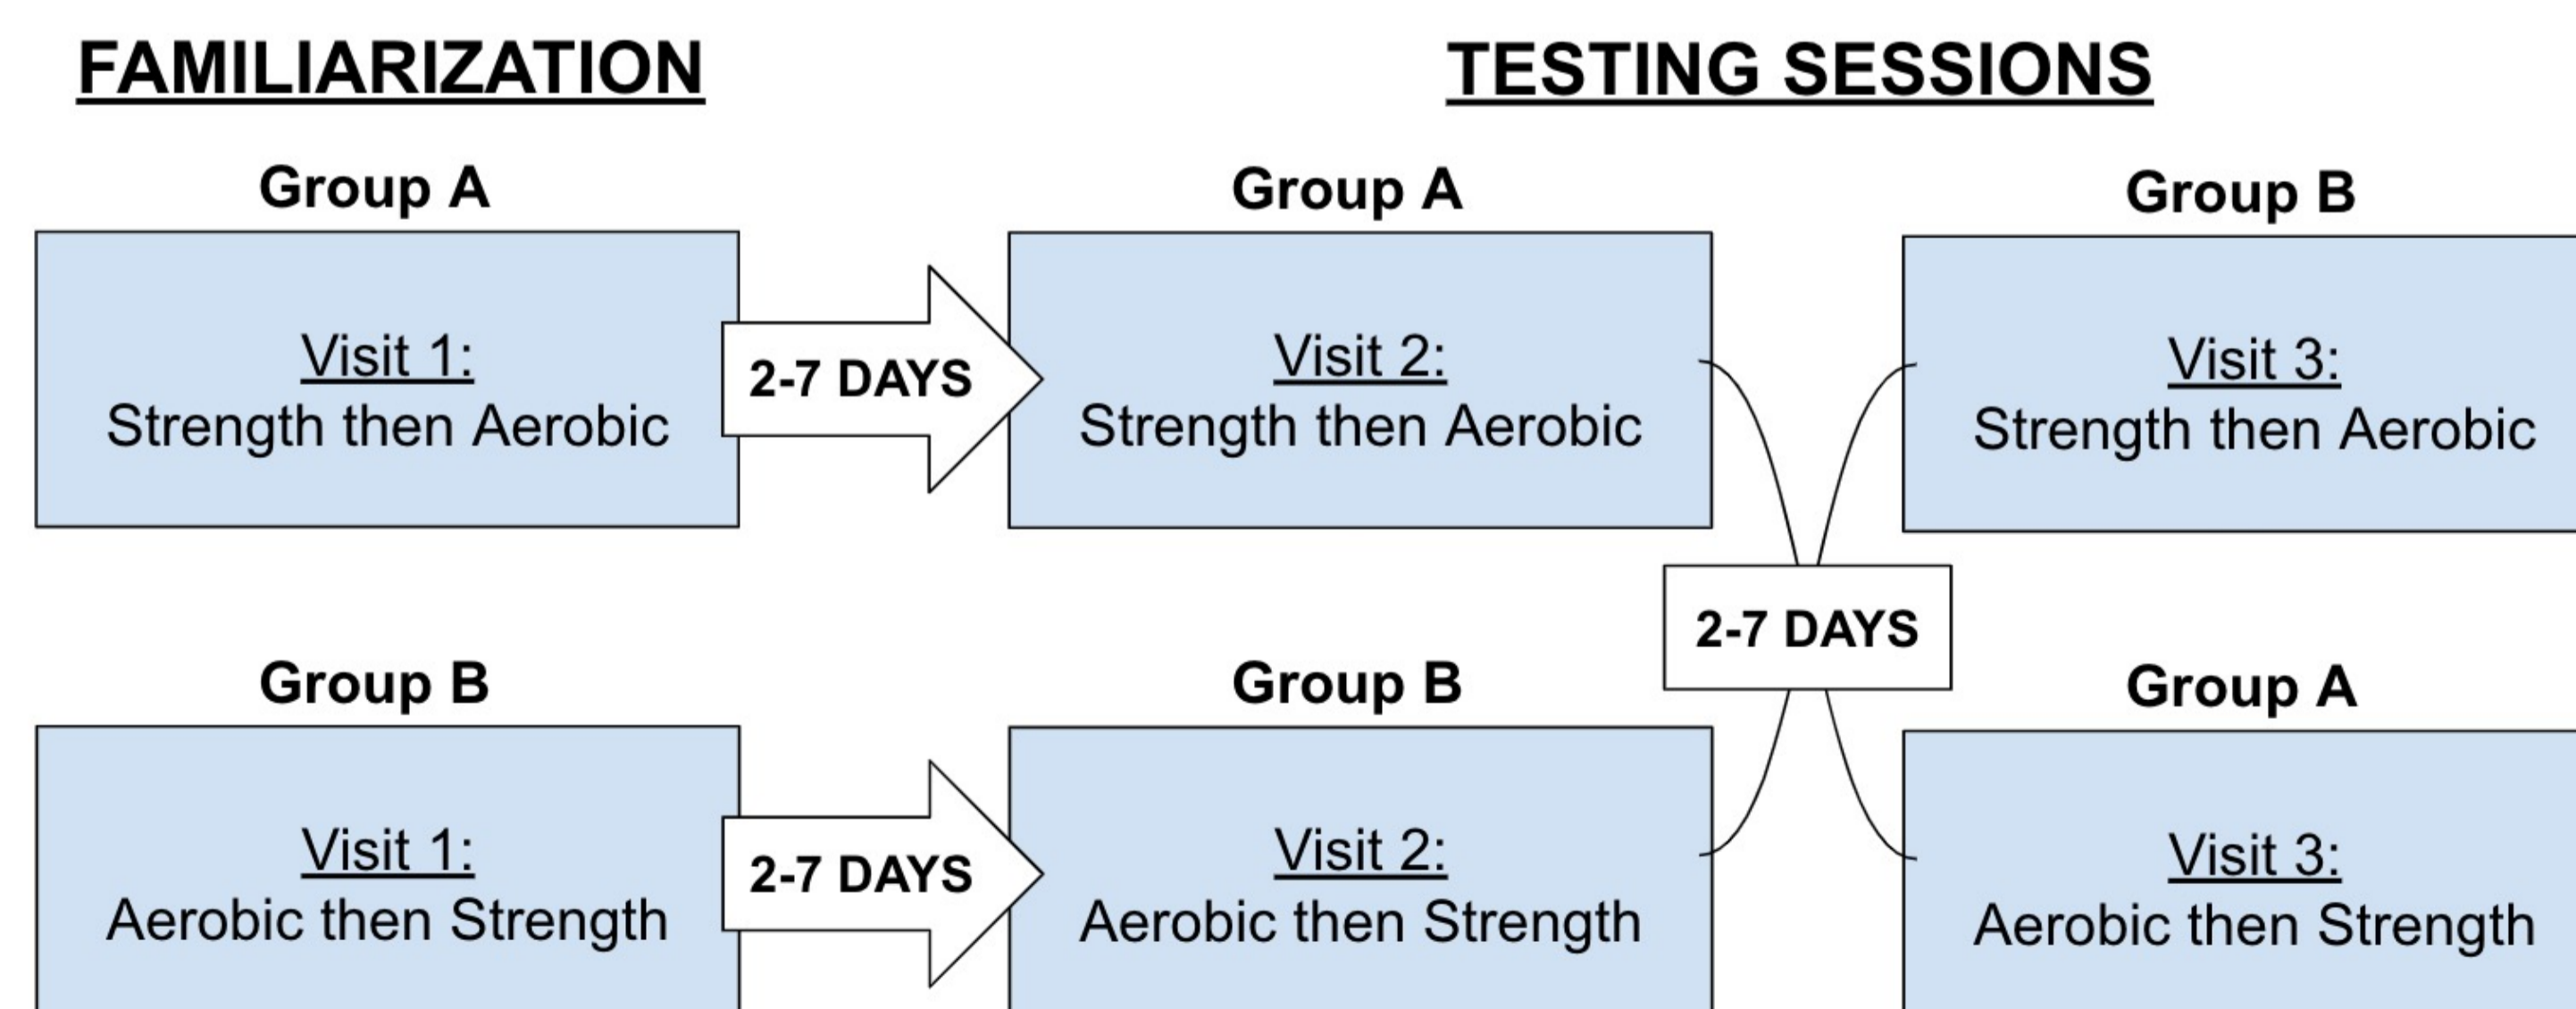 FAMILIARIZATION
TESTING SESSIONS
Group A
Group A
Group B
Visit 1:
Strength then Aerobic
2-7 DAYS
Visit 2:
Strength then Aerobic
Visit 3:
Strength then Aerobic
2-7 DAYS
Group B
Group B
Group A
Visit 1:
Aerobic then Strength
2-7 DAYS
Visit 2:
Aerobic then Strength
Visit 3:
Aerobic then Strength